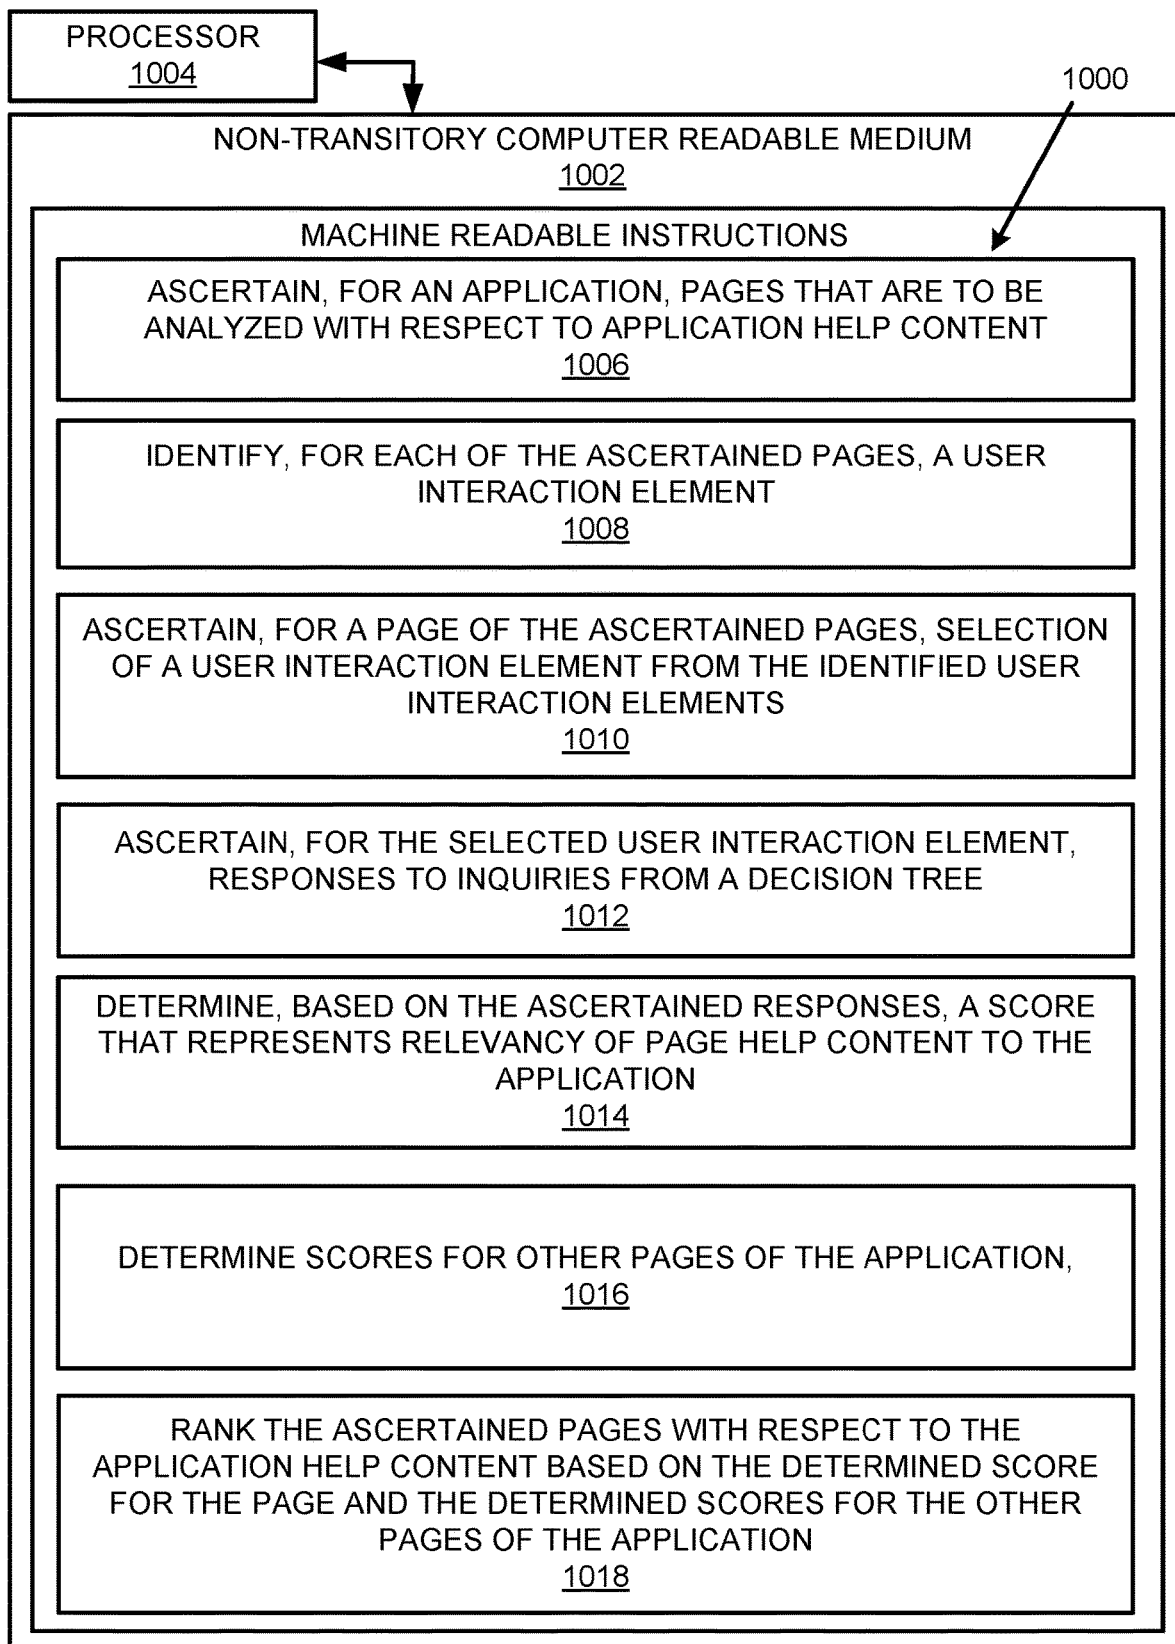 PROCESSOR
1004
1000
NON-TRANSITORY COMPUTER READABLE MEDIUM
1002
MACHINE READABLE INSTRUCTIONS
ASCERTAIN, FOR AN APPLICATION, PAGES THAT ARE TO BE
ANALYZED WITH RESPECT TO APPLICATION HELP CONTENT
1006
IDENTIFY, FOR EACH OF THE ASCERTAINED PAGES, A USER
INTERACTION ELEMENT
1008
ASCERTAIN, FOR A PAGE OF THE ASCERTAINED PAGES, SELECTION
OF A USER INTERACTION ELEMENT FROM THE IDENTIFIED USER
INTERACTION ELEMENTS
1010
ASCERTAIN, FOR THE SELECTED USER INTERACTION ELEMENT,
RESPONSES TO INQUIRIES FROM A DECISION TREE
1012
DETERMINE, BASED ON THE ASCERTAINED RESPONSES, A SCORE
THAT REPRESENTS RELEVANCY OF PAGE HELP CONTENT TO THE
APPLICATION
1014
DETERMINE SCORES FOR OTHER PAGES OF THE APPLICATION,
1016
RANK THE ASCERTAINED PAGES WITH RESPECT TO THE
APPLICATION HELP CONTENT BASED ON THE DETERMINED SCORE
FOR THE PAGE AND THE DETERMINED SCORES FOR THE OTHER
PAGES OF THE APPLICATION
1018